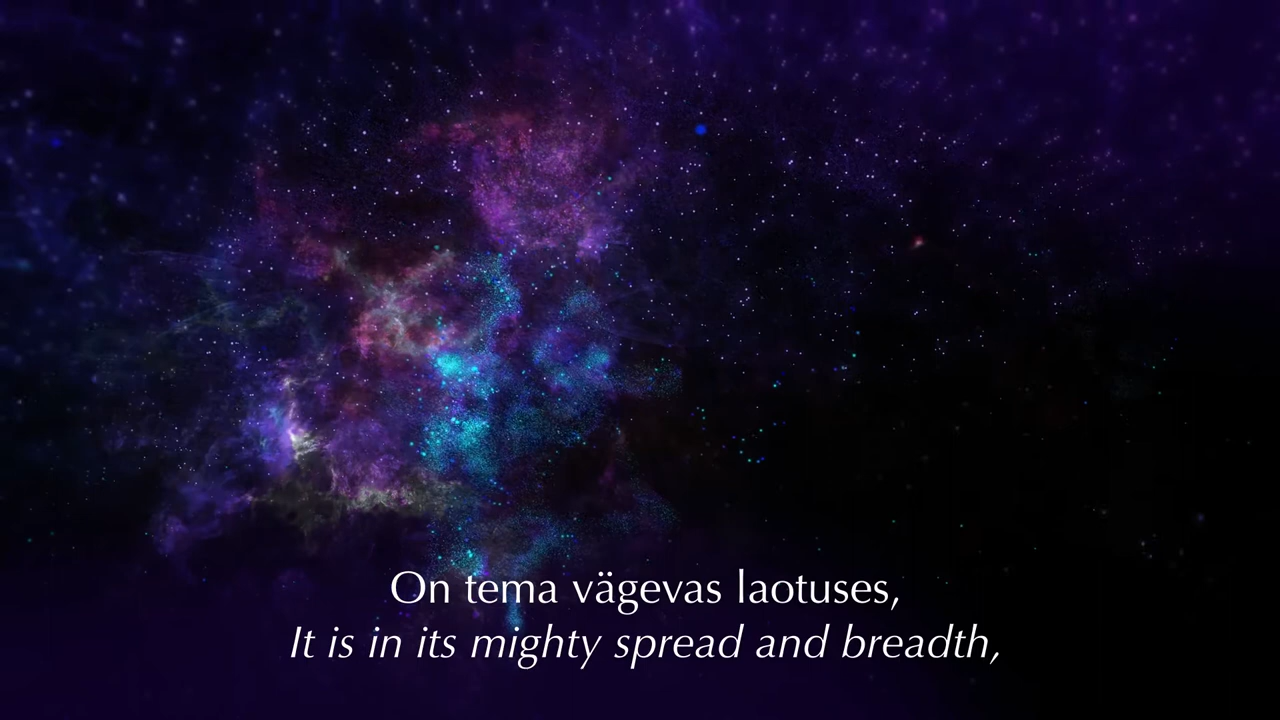 On tema vägevas laotuses,
It is in its mighty spread and breadth,